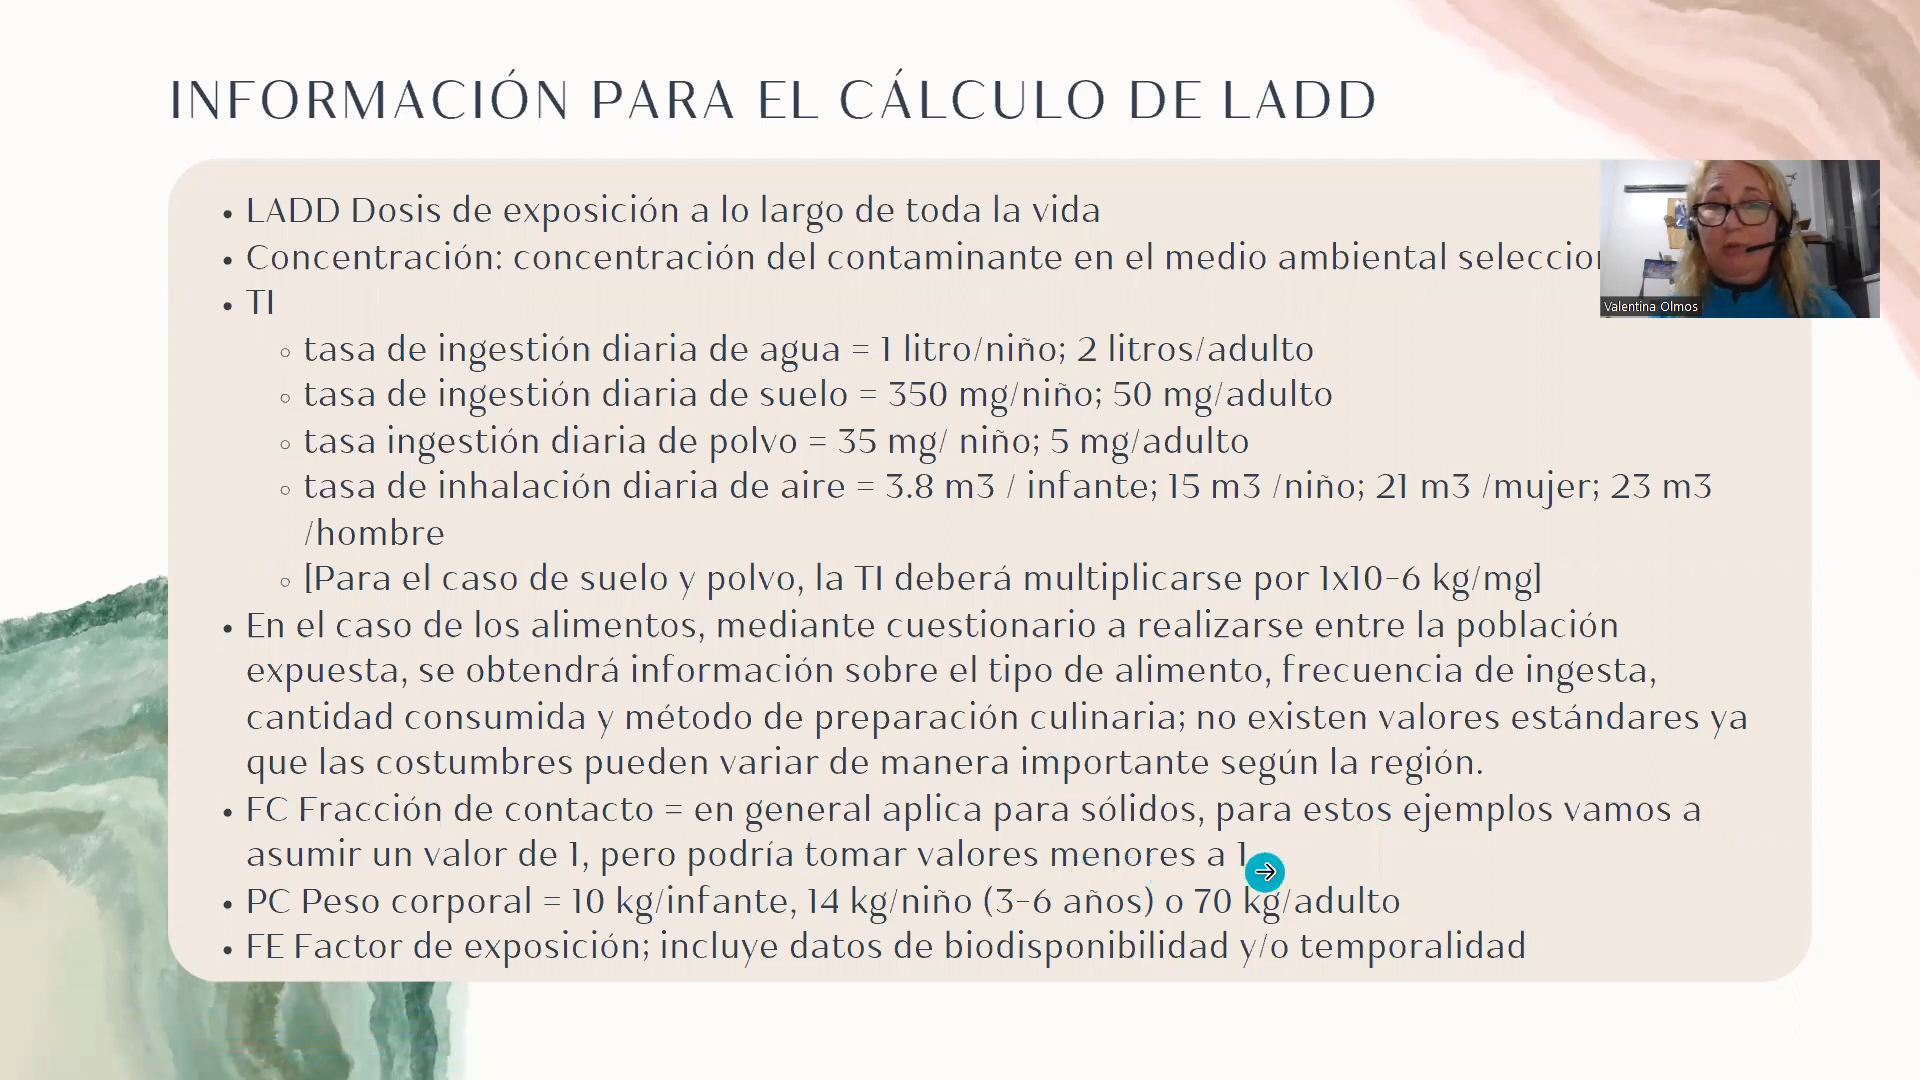 INFORMACIÓN PARA EL CÁLCULO DE LADD
• LADD Dosis de exposición a lo largo de toda la vida
• Concentración: concentración del contaminante en el medio ambiental
Valentina Olmos
• TI
◦ tasa de ingestión diaria de agua = 1 litro/niño; 2 litros/adulto
◦ tasa de ingestión diaria de suelo = 350 mg/niño; 50 mg/adulto
◦ tasa ingestión diaria de polvo = 35 mg/ niño; 5 mg/adulto
◦ tasa de inhalación diaria de aire = 3.8 m3 / infante; 15 m3 /niño; 21 m3 /mujer; 23 m3
/hombre
◦ [Para el caso de suelo y polvo, la TI deberá multiplicarse por 1x10-6 kg/mg]
• En el caso de los alimentos, mediante cuestionario a realizarse entre la población
expuesta, se obtendrá información sobre el tipo de alimento, frecuencia de ingesta,
cantidad consumida y método de preparación culinaria; no existen valores estándares ya
que las costumbres pueden variar de manera importante según la región.
• FC Fracción de contacto = en general aplica para sólidos, para estos ejemplos vamos a
asumir un valor de 1, pero podría tomar valores menores a 1
• PC Peso corporal = 10 kg/infante, 14 kg/niño (3-6 años) o 70 kg/adulto
• FE Factor de exposición; incluye datos de biodisponibilidad y/o temporalidad